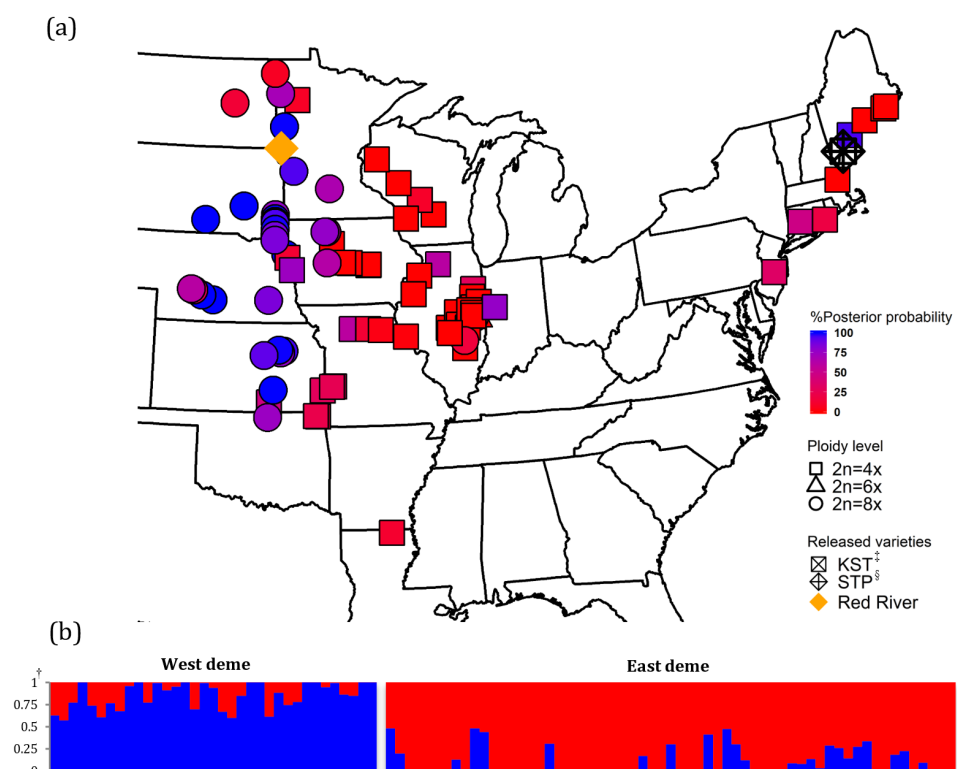 (a)
%Posterior probability
100
75
50
25
0
Ploidy level
2n=4x
2n=6x
2n=8x
Released varieties
KST‡
STP§
Red River
(b)
West deme
East deme
†
1
0.75
0.5
0.25
0